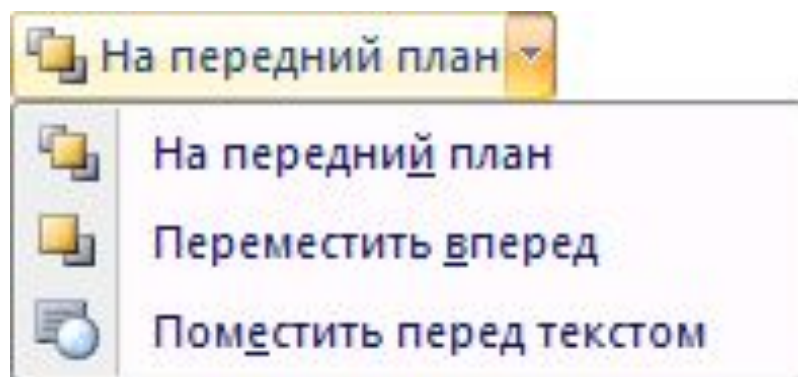 На передний план
На передний план
Переместить вперед
Поместить перед текстом